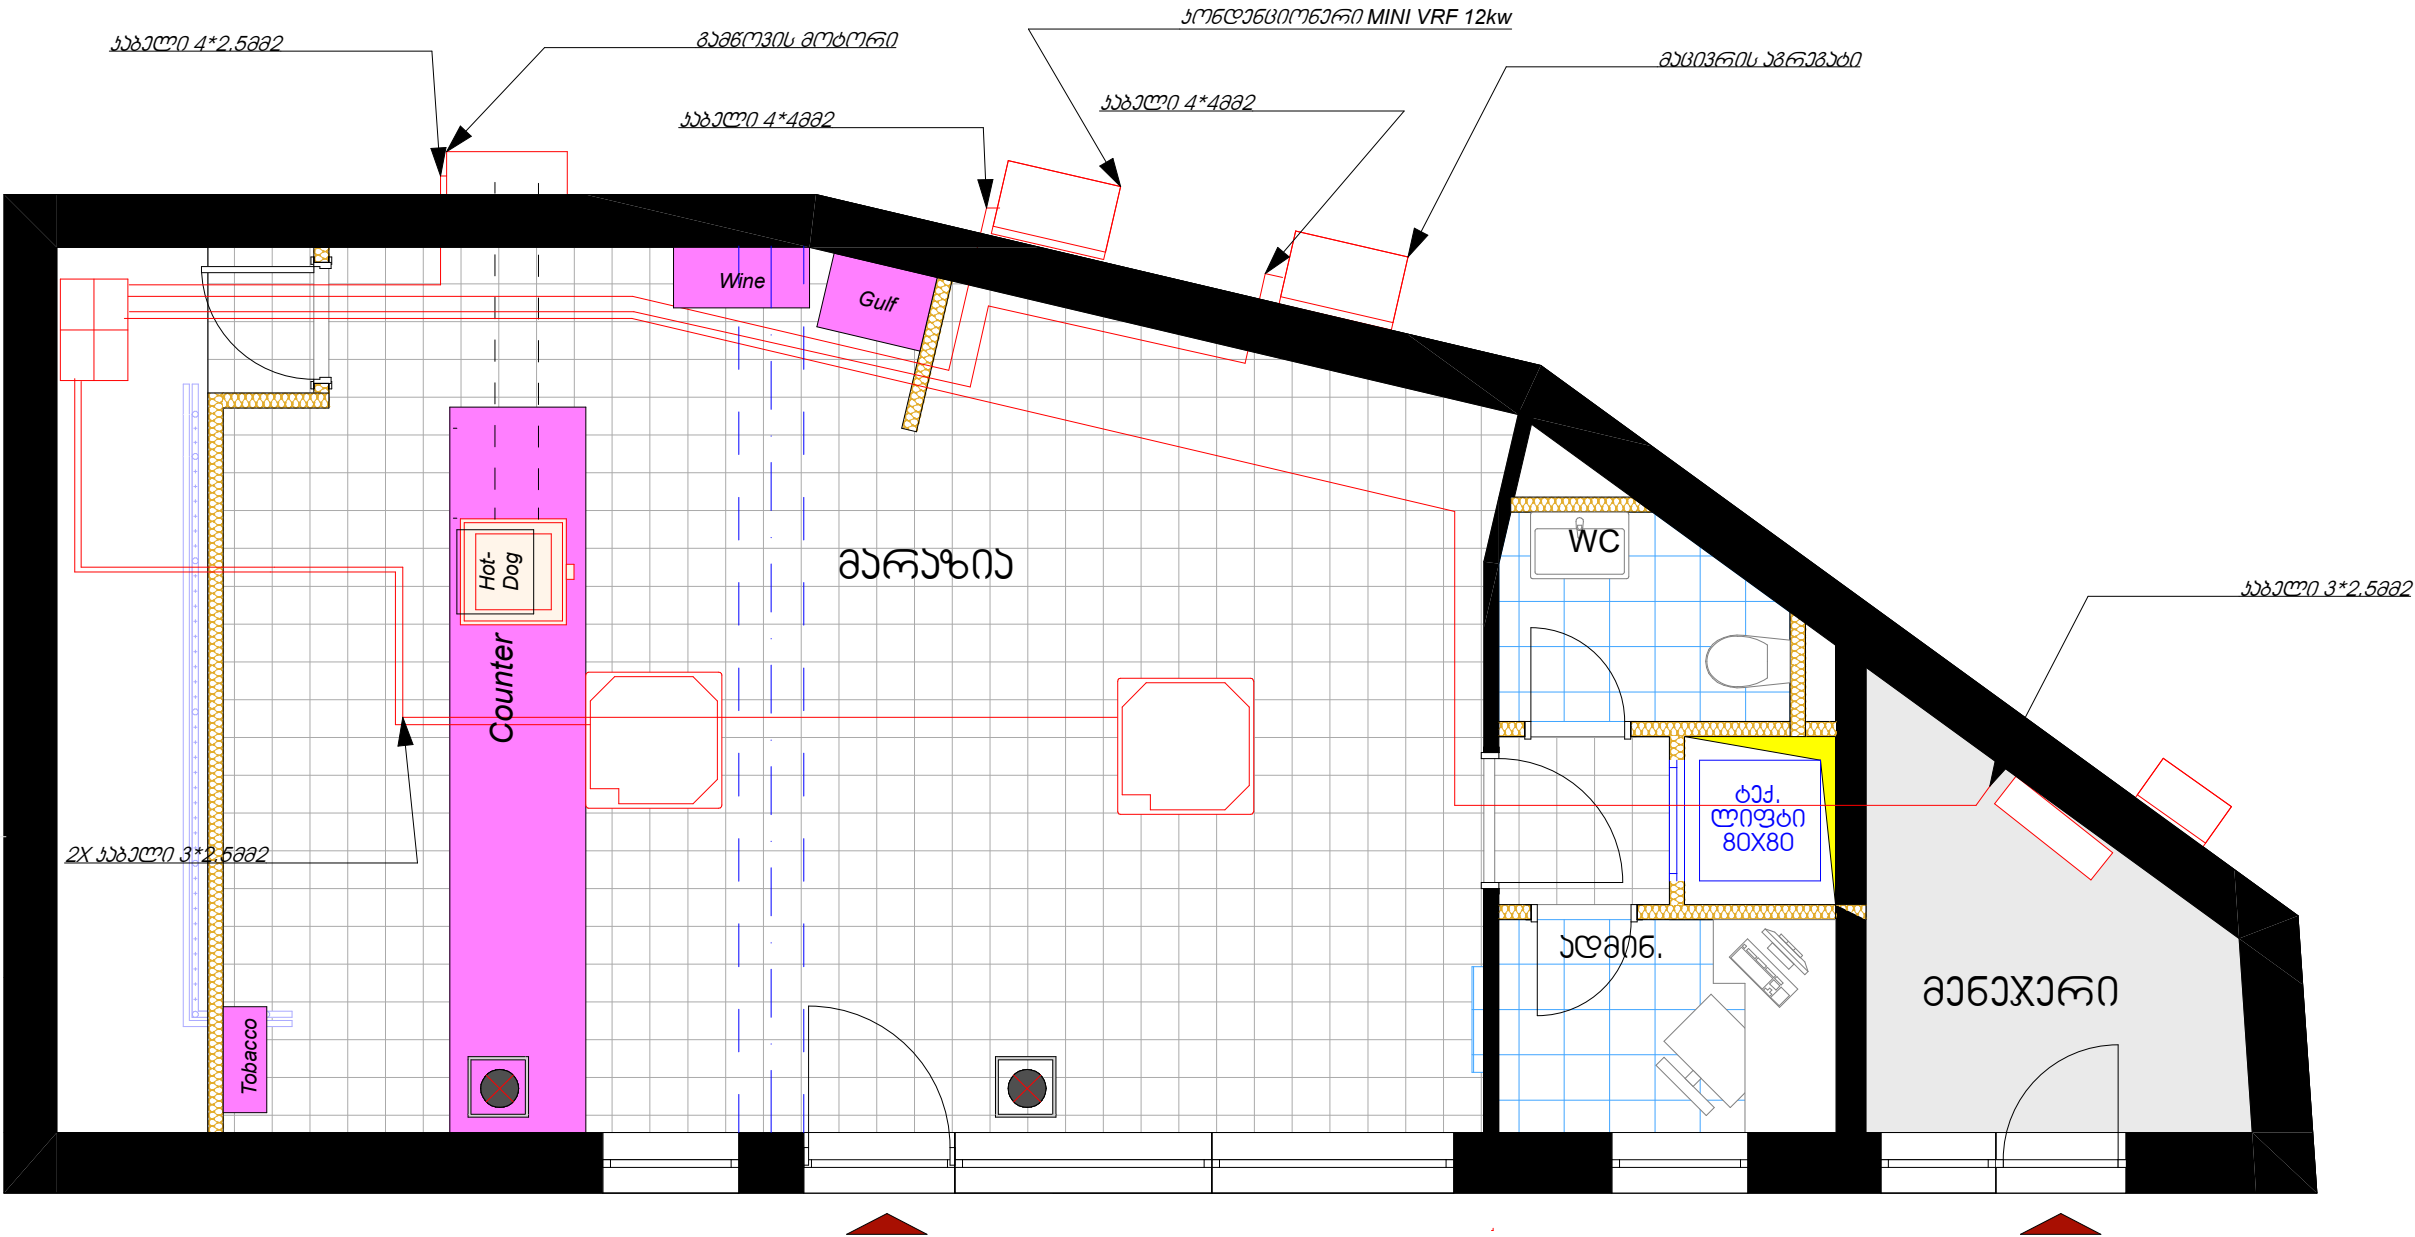 კონდენციონერი MINI VRF 12kw
კაბელი 4*2.5მმ2
გამწოვის მოტორი
მაცივრის აგრეგატი
კაბელი 4*4მმ2
კაბელი 4*4მმ2
Wine
Gulf
WC
Hot-
Dog
მარაზია
კაბელი 3*2.5მმ2
Counter
ტექ.
ლიფტი
80X80
2X კაბელი 3*2.5მმ2
ადმინ.
მენეჯერი
Tobacco